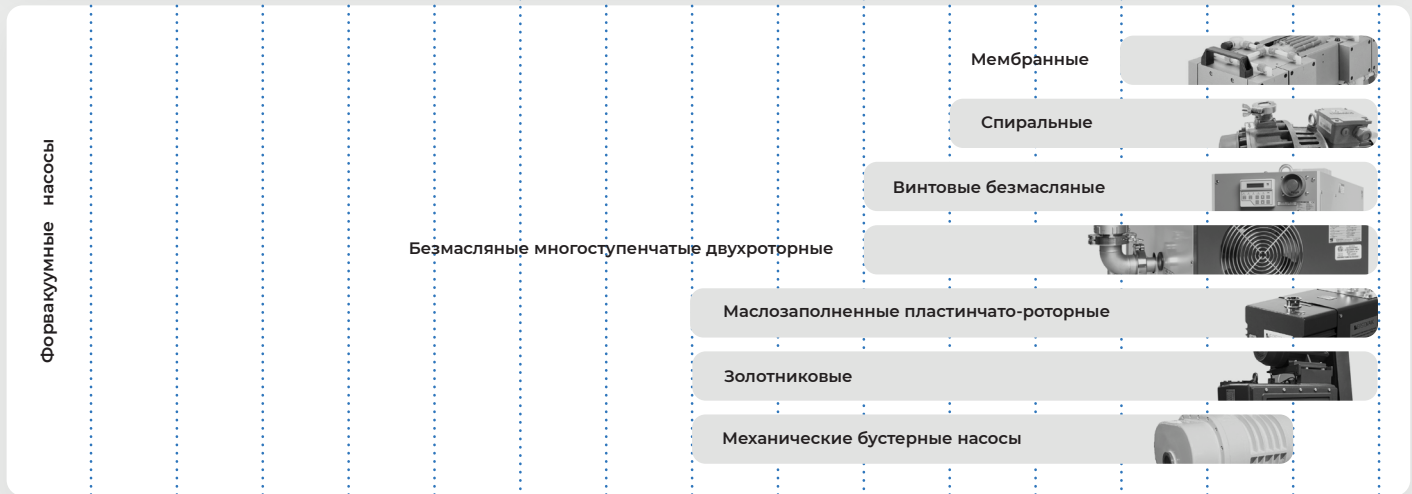 Форвакуумные насосы
Мембранные
Спиральные
Винтовые безмасляные
Безмасляные многоступенчатые двухроторные
Маслозаполненные пластинчато-роторные
Золотниковые
Механические бустерные насосы